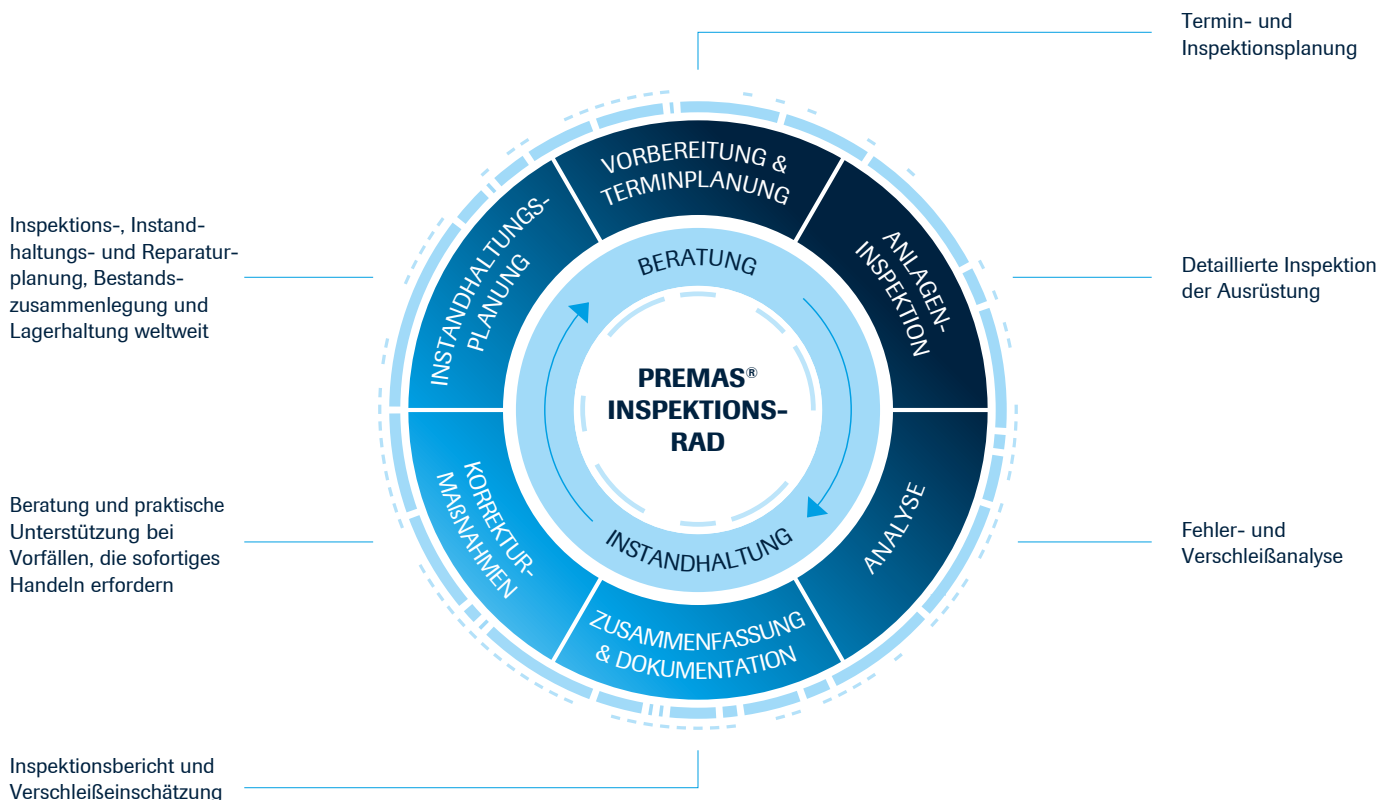 Termin- und
Inspektionsplanung
VORBEREITUNG &
TERMINPLANUNG
ANLAGEN-
INSPEKTION
Detaillierte Inspektion
der Ausrüstung
ANALYSE
Fehler- und
Verschleißanalyse
ZUSAMMENFASSUNG
& DOKUMENTATION
Inspektionsbericht und
Verschleißeinschätzung
KORREKTUR-
MAßNAHMEN
Beratung und praktische
Unterstützung bei
Vorfällen, die sofortiges
Handeln erfordern
INSTANDHALTUNGS-
PLANUNG
Inspektions-, Instand-
haltungs- und Reparatur-
planung, Bestands-
zusammenlegung und
Lagerhaltung weltweit
BERATUNG
PREMAS®
INSPEKTIONS-
RAD
INSTANDHALTUNG